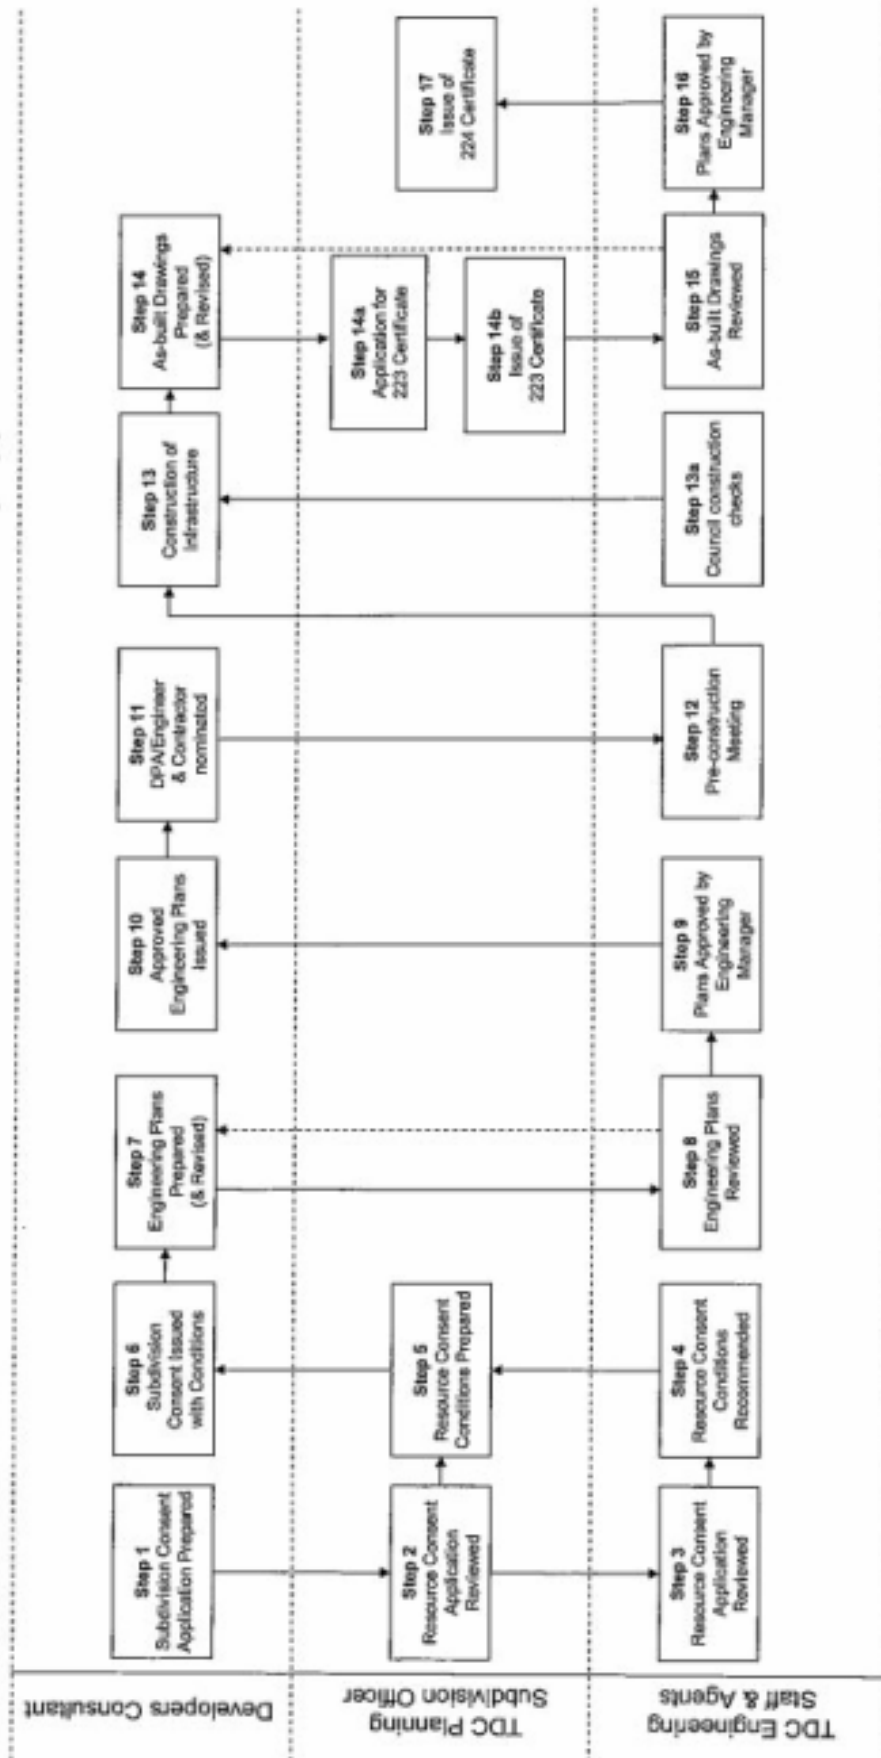 Developers Consultant
Step 1
Subdivision Consent
Application Prepared
Step 6
Subdivision
Consent Issued
with Conditions
Step 7
Engineering Plans
Prepared
(& Revised)
Step 10
Approved
Engineering Plans
Issued
Step 11
DPA/Engineer
& Contractor
nominated
Step 13
Construction of
Infrastructure
Step 14
As-built Drawings
Prepared
(& Revised)
TDC Planning
Subdivision Officer
Step 2
Resource Consent
Application
Reviewed
Step 5
Resource Consent
Conditions Prepared
Step 14a
Application for
223 Certificate
Step 14b
Issue of
223 Certificate
Step 17
Issue of
224 Certificate
TDC Engineering
Staff & Agents
Step 3
Resource Consent
Application
Reviewed
Step 4
Resource Consent
Conditions
Recommended
Step 8
Engineering Plans
Reviewed
Step 9
Plans Approved by
Engineering
Manager
Step 12
Pre-construction
Meeting
Step 13a
Council construction
checks
Step 15
As-built Drawings
Reviewed
Step 16
Plans Approved by
Engineering
Manager